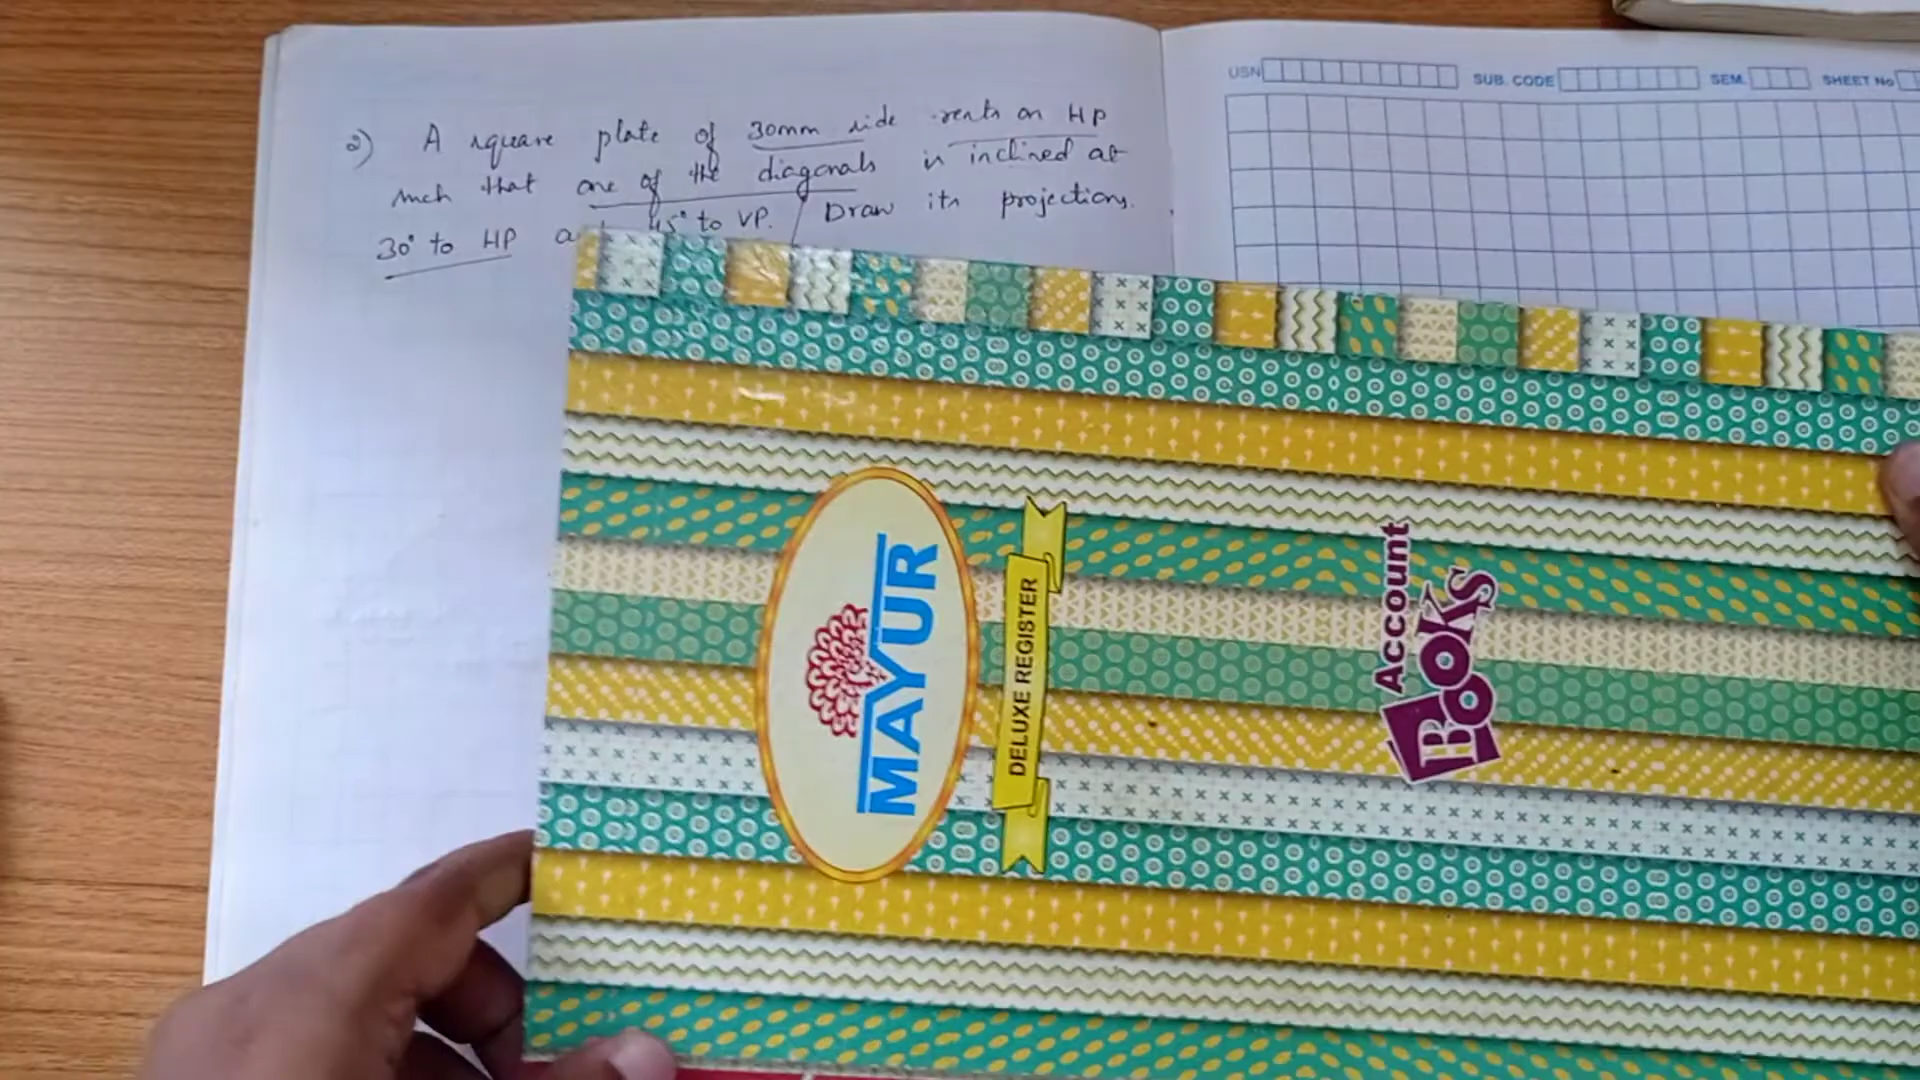 2) A square plate of 30mm side rests on HP
such that one of the diagonals is inclined at
30° to HP 45° to VP. Draw its projections.
USN SUB. CODE SEM. SHEET No
MAYUR
DELUXE REGISTER
Account
Books